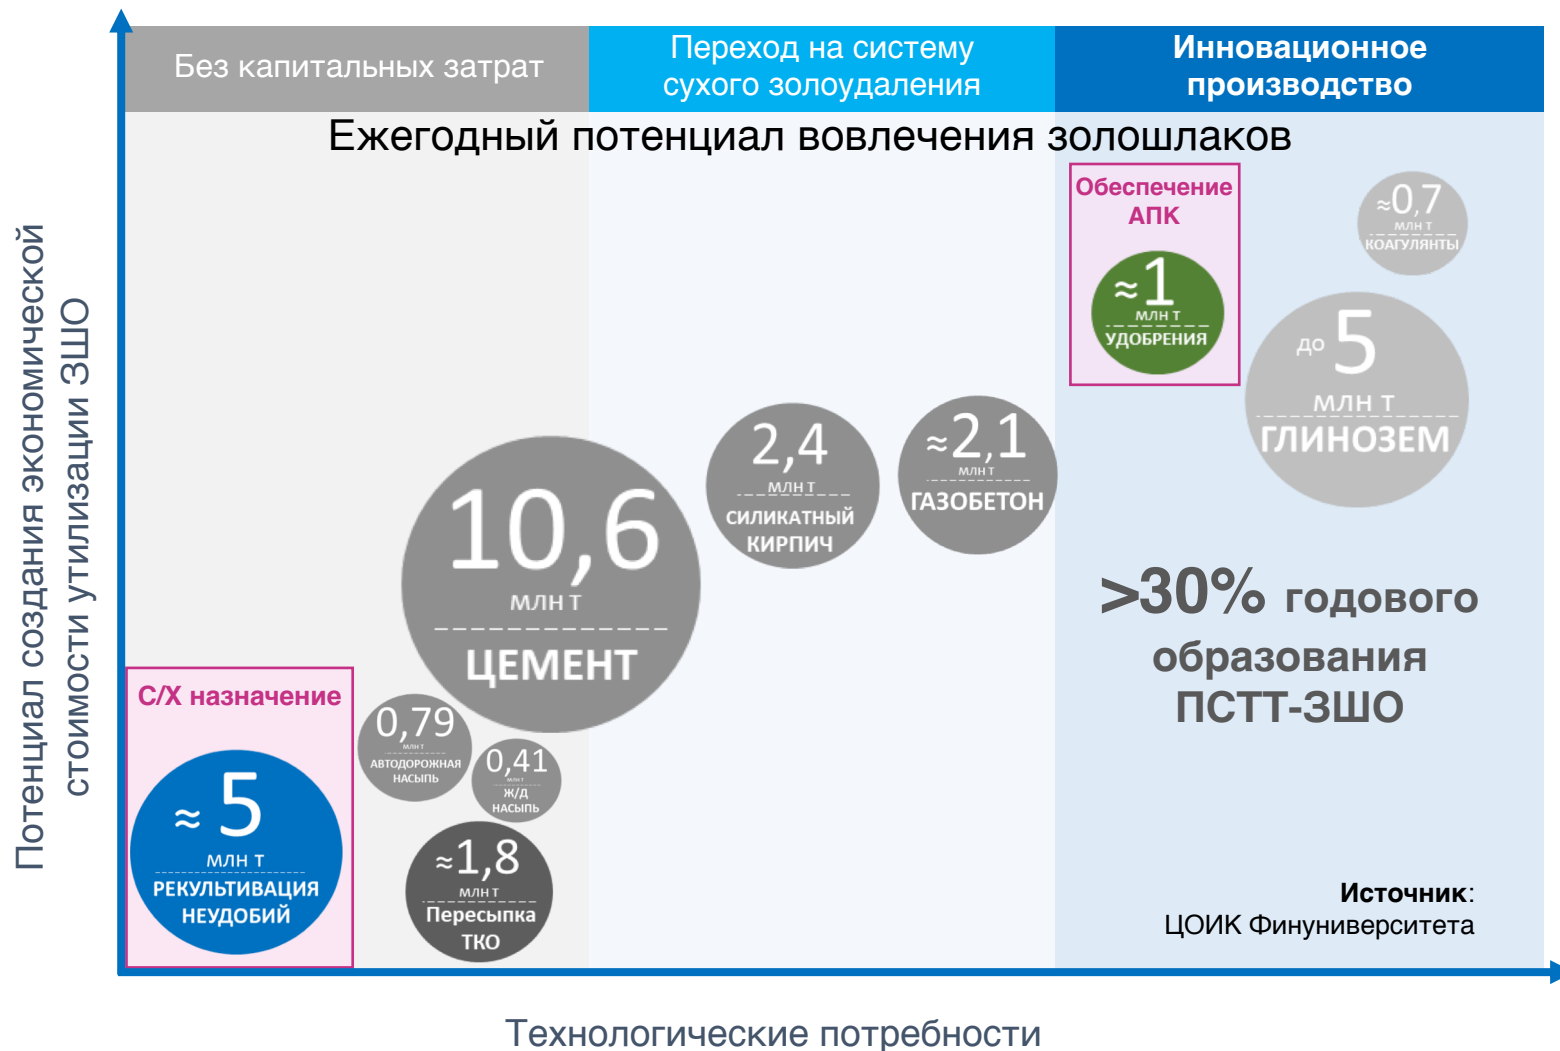 Без капитальных затрат
Переход на систему
сухого золоудаления
Инновационное
производство
Ежегодный потенциал вовлечения золошлаков
Потенциал создания экономической
стоимости утилизации ЗШО
С/Х назначение
≈ 5
млн т
РЕКУЛЬТИВАЦИЯ
НЕУДОБИЙ
0,79
млн т
АВТОДОРОЖНАЯ
НАСЫПЬ
0,41
млн т
Ж/Д
НАСЫПЬ
≈1,8
млн т
Пересыпка
ТКО
10,6
млн т
ЦЕМЕНТ
2,4
млн т
СИЛИКАТНЫЙ
КИРПИЧ
≈2,1
млн т
ГАЗОБЕТОН
Обеспечение
АПК
≈1
млн т
УДОБРЕНИЯ
≈0,7
млн т
КОАГУЛЯНТЫ
до 5
млн т
ГЛИНОЗЕМ
>30% годового
образования
ПСТТ-ЗШО
Источник:
ЦОИК Финуниверситета
Технологические потребности